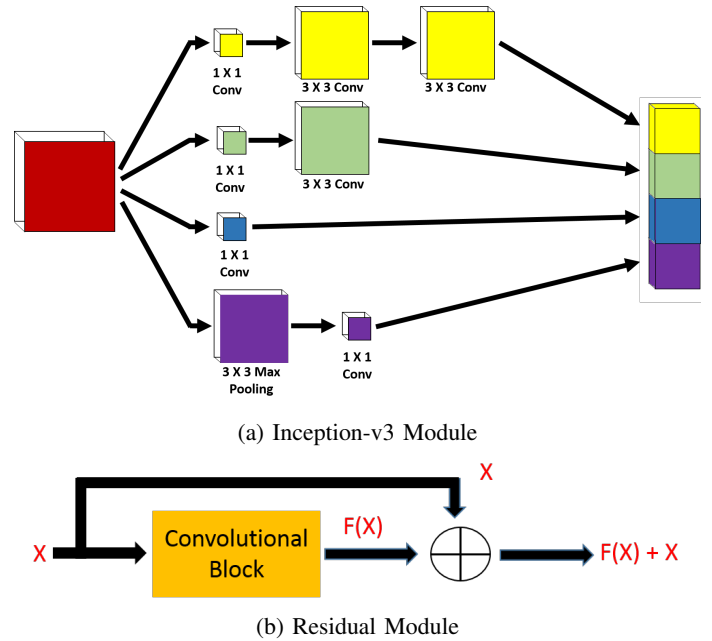 1 X 1
Conv
3 X 3 Conv
3 X 3 Conv
1 X 1
Conv
3 X 3 Conv
1 X 1
Conv
3 X 3 Max
Pooling
1 X 1
Conv
(a) Inception-v3 Module
X
X
Convolutional
Block
F(X)
F(X) + X
(b) Residual Module